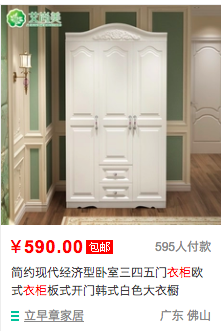 艾尚美
¥590.00 包邮 595人付款
简约现代经济型卧室三四五门衣柜欧
式衣柜板式开门韩式白色大衣橱
立早章家居 广东 佛山